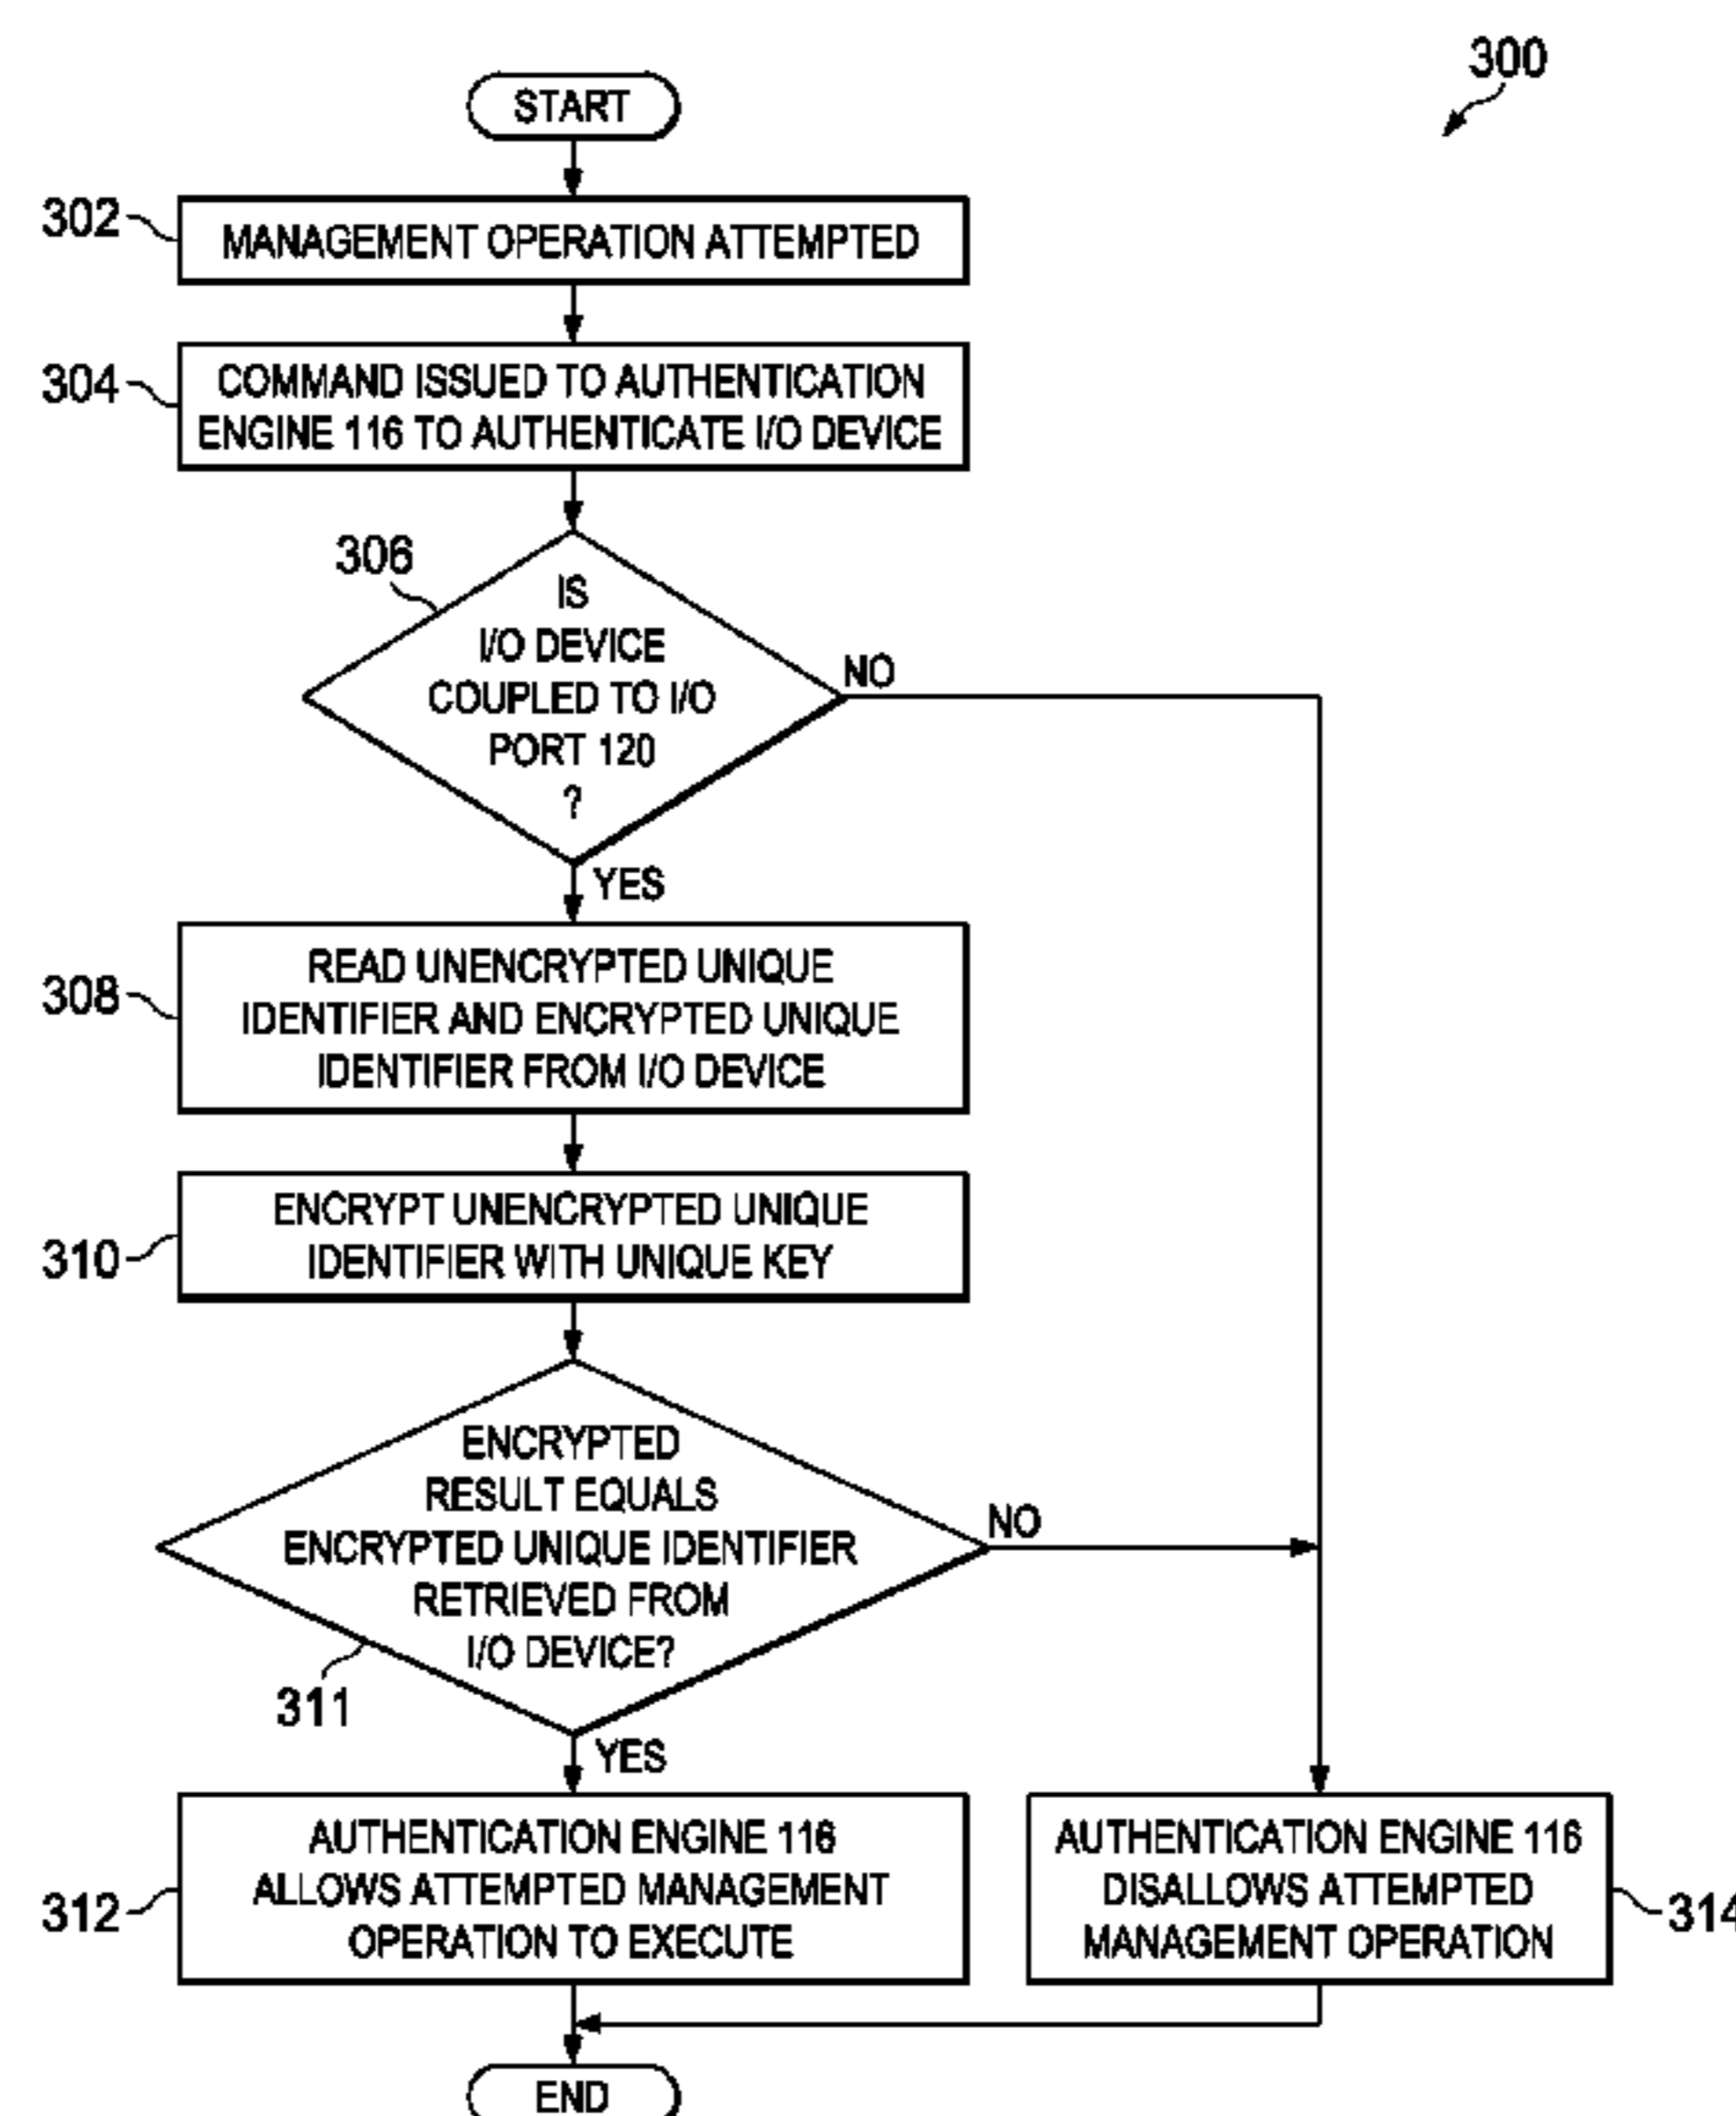 300
START
302
MANAGEMENT OPERATION ATTEMPTED
304
COMMAND ISSUED TO AUTHENTICATION
ENGINE 116 TO AUTHENTICATE I/O DEVICE
306
IS
I/O DEVICE
COUPLED TO I/O
PORT 120
?
NO
YES
308
READ UNENCRYPTED UNIQUE
IDENTIFIER AND ENCRYPTED UNIQUE
IDENTIFIER FROM I/O DEVICE
310
ENCRYPT UNENCRYPTED UNIQUE
IDENTIFIER WITH UNIQUE KEY
ENCRYPTED
RESULT EQUALS
ENCRYPTED UNIQUE IDENTIFIER
RETRIEVED FROM
I/O DEVICE?
NO
311
YES
312
AUTHENTICATION ENGINE 116
ALLOWS ATTEMPTED MANAGEMENT
OPERATION TO EXECUTE
AUTHENTICATION ENGINE 116
DISALLOWS ATTEMPTED
MANAGEMENT OPERATION
314
END